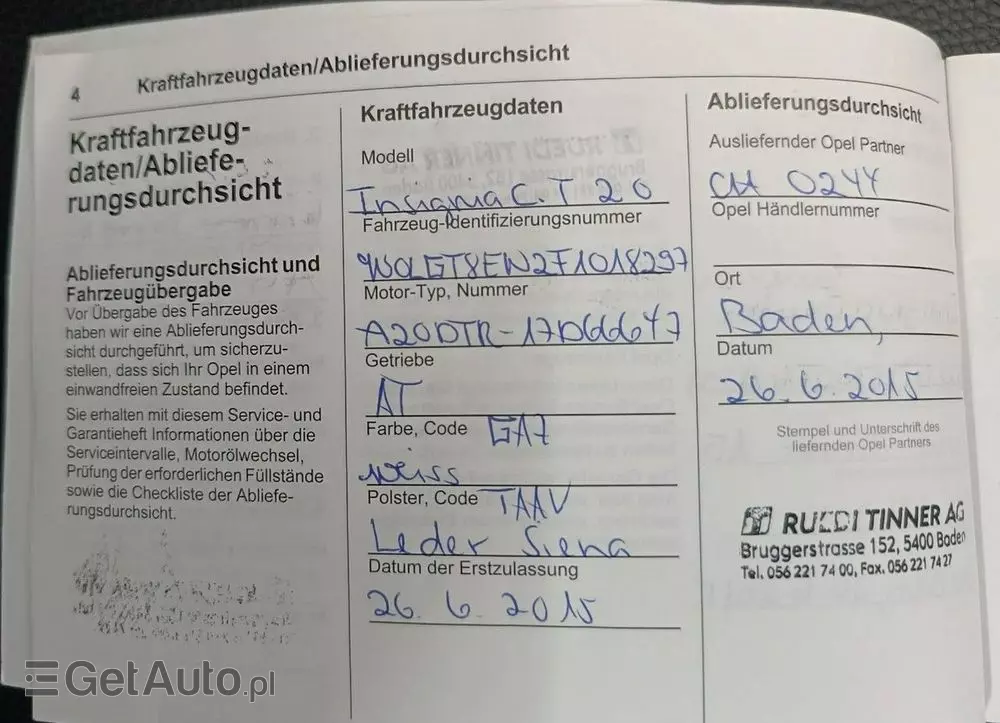 4
Kraftfahrzeugdaten/Ablieferungsdurchsicht
Kraftfahrzeug-
daten/Abliefe-
rungsdurchsicht
Ablieferungsdurchsicht und
Fahrzeugübergabe
Vor Übergabe des Fahrzeuges
haben wir eine Ablieferungsdurch-
sicht durchgeführt, um sicherzu-
stellen, dass sich Ihr Opel in einem
einwandfreien Zustand befindet.
Sie erhalten mit diesem Service- und
Garantieheft Informationen über die
Serviceintervalle, Motorölwechsel,
Prüfung der erforderlichen Füllstände
sowie die Checkliste der Abliefe-
rungsdurchsicht.
Kraftfahrzeugdaten
Modell
Insignia C.T 2 0
Fahrzeug-Identifizierungsnummer
W0LGT8EW2F1018297
Motor-Typ, Nummer
A20DTR-17D66647
Getriebe
AT
Farbe, Code GA7
weiss
Polster, Code TAAV
Leder Siena
Datum der Erstzulassung
26. 6. 2015
Ablieferungsdurchsicht
Ausliefernder Opel Partner
CH 0244
Opel Händlernummer
Ort
Baden,
Datum
26.6.2015
Stempel und Unterschrift des
liefernden Opel Partners
RUEDI TINNER AG
Bruggerstrasse 152, 5400 Baden
Tel. 056 221 74 00, Fax. 056 221 74 27
GetAuto.pl